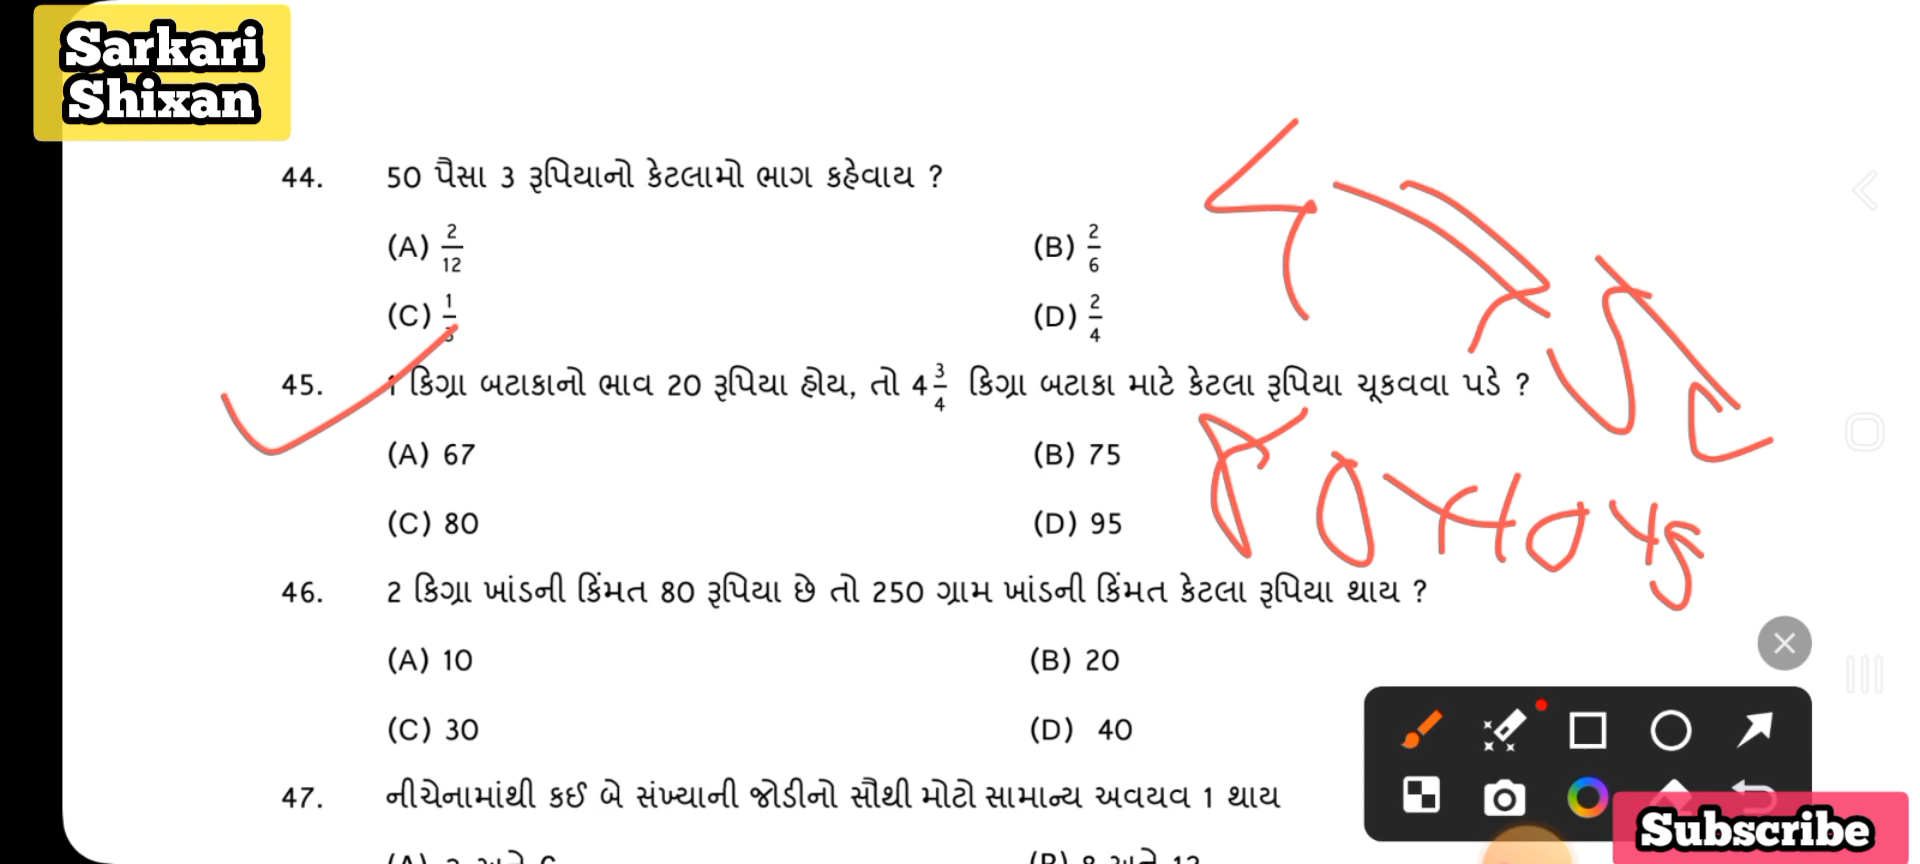 Sarkari
Shixan
44. 50 પૈસા 3 રૂપિયાનો કેટલામો ભાગ કહેવાય ?
(A) 2/12 (B) 2/6
(C) 1/3 (D) 2/4
45. 1 કિગ્રા બટાકાનો ભાવ 20 રૂપિયા હોય, તો 4 3/4 કિગ્રા બટાકા માટે કેટલા રૂપિયા ચૂકવવા પડે ?
(A) 67 (B) 75
(C) 80 (D) 95
46. 2 કિગ્રા ખાંડની કિંમત 80 રૂપિયા છે તો 250 ગ્રામ ખાંડની કિંમત કેટલા રૂપિયા થાય ?
(A) 10 (B) 20
(C) 30 (D) 40
47. નીચેનામાંથી કઈ બે સંખ્યાની જોડીનો સૌથી મોટો સામાન્ય અવયવ 1 થાય
Subscribe